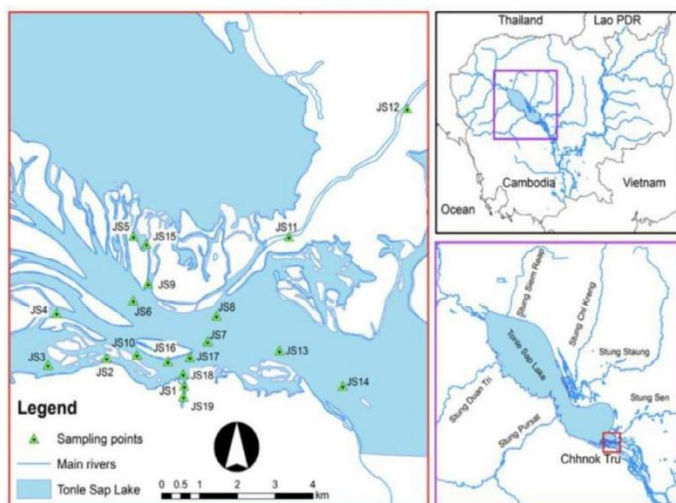 JS12
JS5
JS15
JS11
JS9
JS6
JS8
JS4
JS7
JS10
JS16
JS17
JS13
JS3
JS2
JS18
JS1
JS14
JS19
Legend
Sampling points
Main rivers
Tonle Sap Lake
0 0.5 1 2 3 4
km
Thailand
Lao PDR
Cambodia
Vietnam
Ocean
Stung Siem Reap
Stung Chi Kreng
Tonle Sap Lake
Stung Staung
Stung Duan Tri
Stung Sen
Stung Pursat
Chhnok Tru